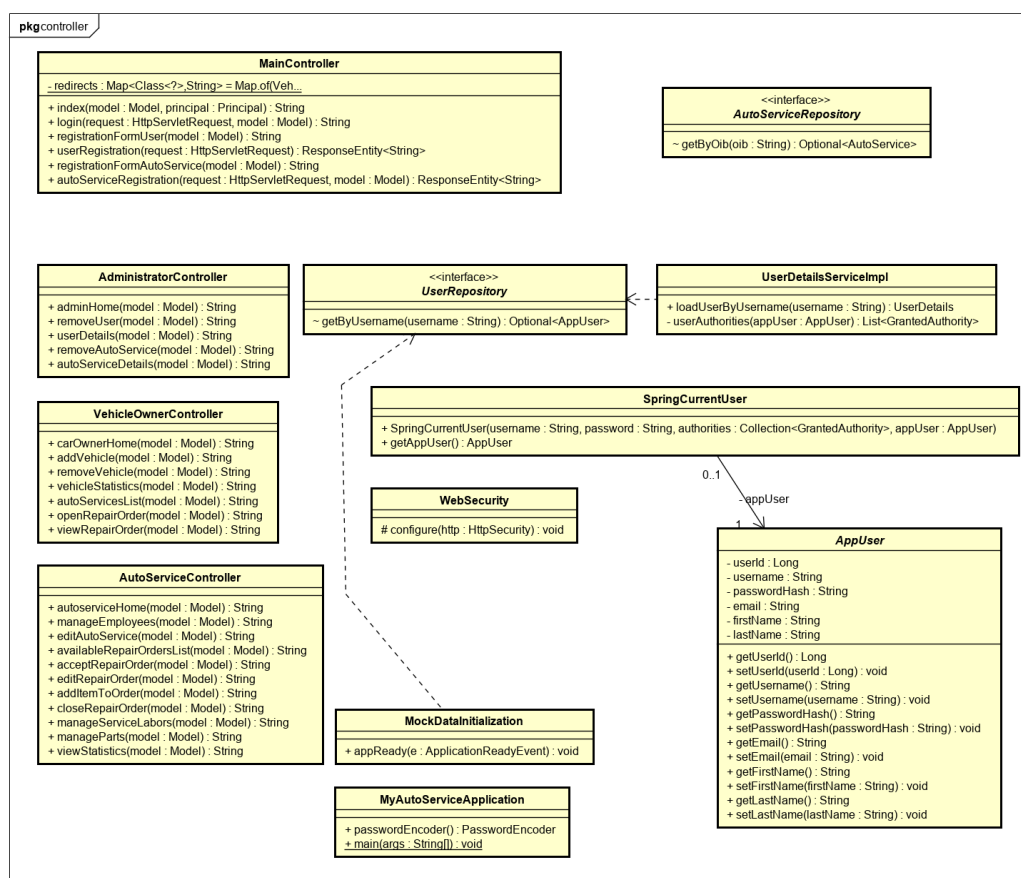 pkg controller
MainController
- redirects : Map<Class<?>,String> = Map.of(Veh...
+ index(model : Model, principal : Principal) : String
+ login(request : HttpServletRequest, model : Model) : String
+ registrationFormUser(model : Model) : String
+ userRegistration(request : HttpServletRequest) : ResponseEntity<String>
+ registrationFormAutoService(model : Model) : String
+ autoServiceRegistration(request : HttpServletRequest, model : Model) : ResponseEntity<String>
<<interface>>
AutoServiceRepository
~ getByOib(oib : String) : Optional<AutoService>
AdministratorController
+ adminHome(model : Model) : String
+ removeUser(model : Model) : String
+ userDetails(model : Model) : String
+ removeAutoService(model : Model) : String
+ autoServiceDetails(model : Model) : String
<<interface>>
UserRepository
~ getByUsername(username : String) : Optional<AppUser>
UserDetailsServiceImpl
+ loadUserByUsername(username : String) : UserDetails
- userAuthorities(appUser : AppUser) : List<GrantedAuthority>
VehicleOwnerController
+ carOwnerHome(model : Model) : String
+ addVehicle(model : Model) : String
+ removeVehicle(model : Model) : String
+ vehicleStatistics(model : Model) : String
+ autoServicesList(model : Model) : String
+ openRepairOrder(model : Model) : String
+ viewRepairOrder(model : Model) : String
SpringCurrentUser
+ SpringCurrentUser(username : String, password : String, authorities : Collection<GrantedAuthority>, appUser : AppUser)
+ getAppUser() : AppUser
0..1
- appUser
1
WebSecurity
# configure(http : HttpSecurity) : void
AppUser
- userId : Long
- username : String
- passwordHash : String
- email : String
- firstName : String
- lastName : String
+ getUserId() : Long
+ setUserId(userId : Long) : void
+ getUsername() : String
+ setUsername(username : String) : void
+ getPasswordHash() : String
+ setPasswordHash(passwordHash : String) : void
+ getEmail() : String
+ setEmail(email : String) : void
+ getFirstName() : String
+ setFirstName(firstName : String) : void
+ getLastName() : String
+ setLastName(lastName : String) : void
AutoServiceController
+ autoserviceHome(model : Model) : String
+ manageEmployees(model : Model) : String
+ editAutoService(model : Model) : String
+ availableRepairOrdersList(model : Model) : String
+ acceptRepairOrder(model : Model) : String
+ editRepairOrder(model : Model) : String
+ addItemToOrder(model : Model) : String
+ closeRepairOrder(model : Model) : String
+ manageServiceLabors(model : Model) : String
+ manageParts(model : Model) : String
+ viewStatistics(model : Model) : String
MockDataInitialization
+ appReady(e : ApplicationReadyEvent) : void
MyAutoServiceApplication
+ passwordEncoder() : PasswordEncoder
+ main(args : String[]) : void